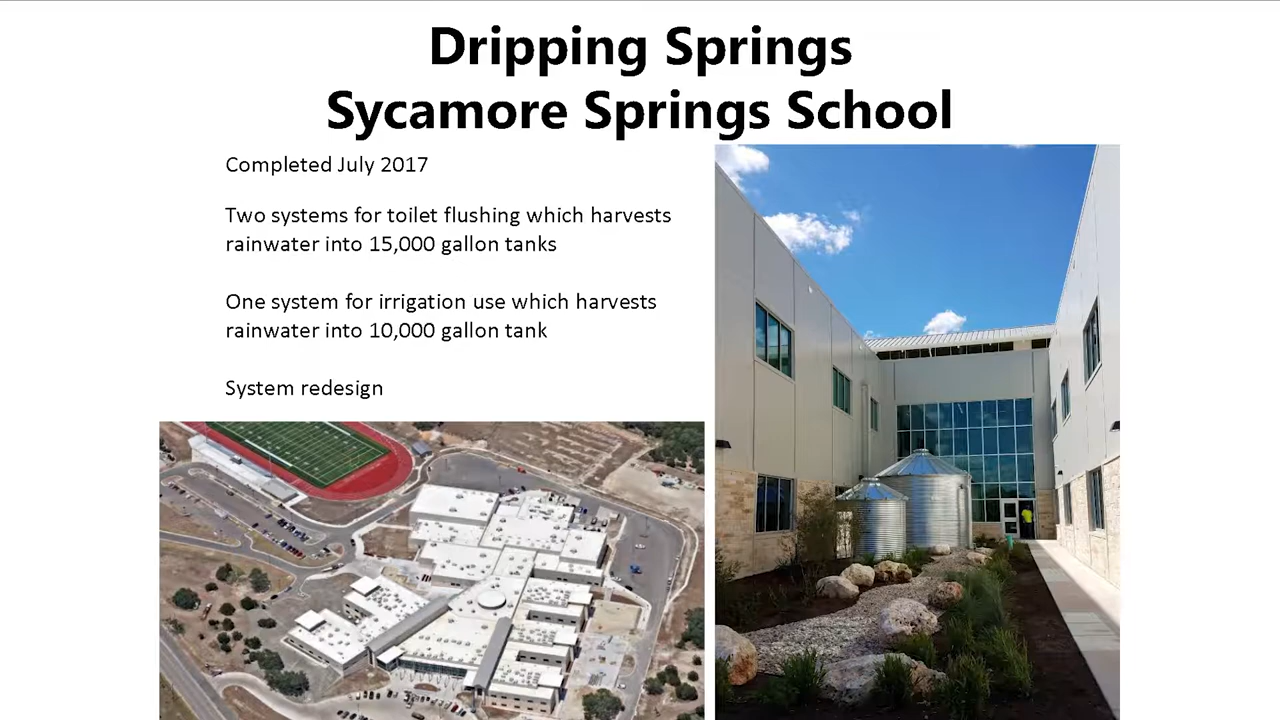 Dripping Springs
Sycamore Springs School
Completed July 2017
Two systems for toilet flushing which harvests
rainwater into 15,000 gallon tanks
One system for irrigation use which harvests
rainwater into 10,000 gallon tank
System redesign